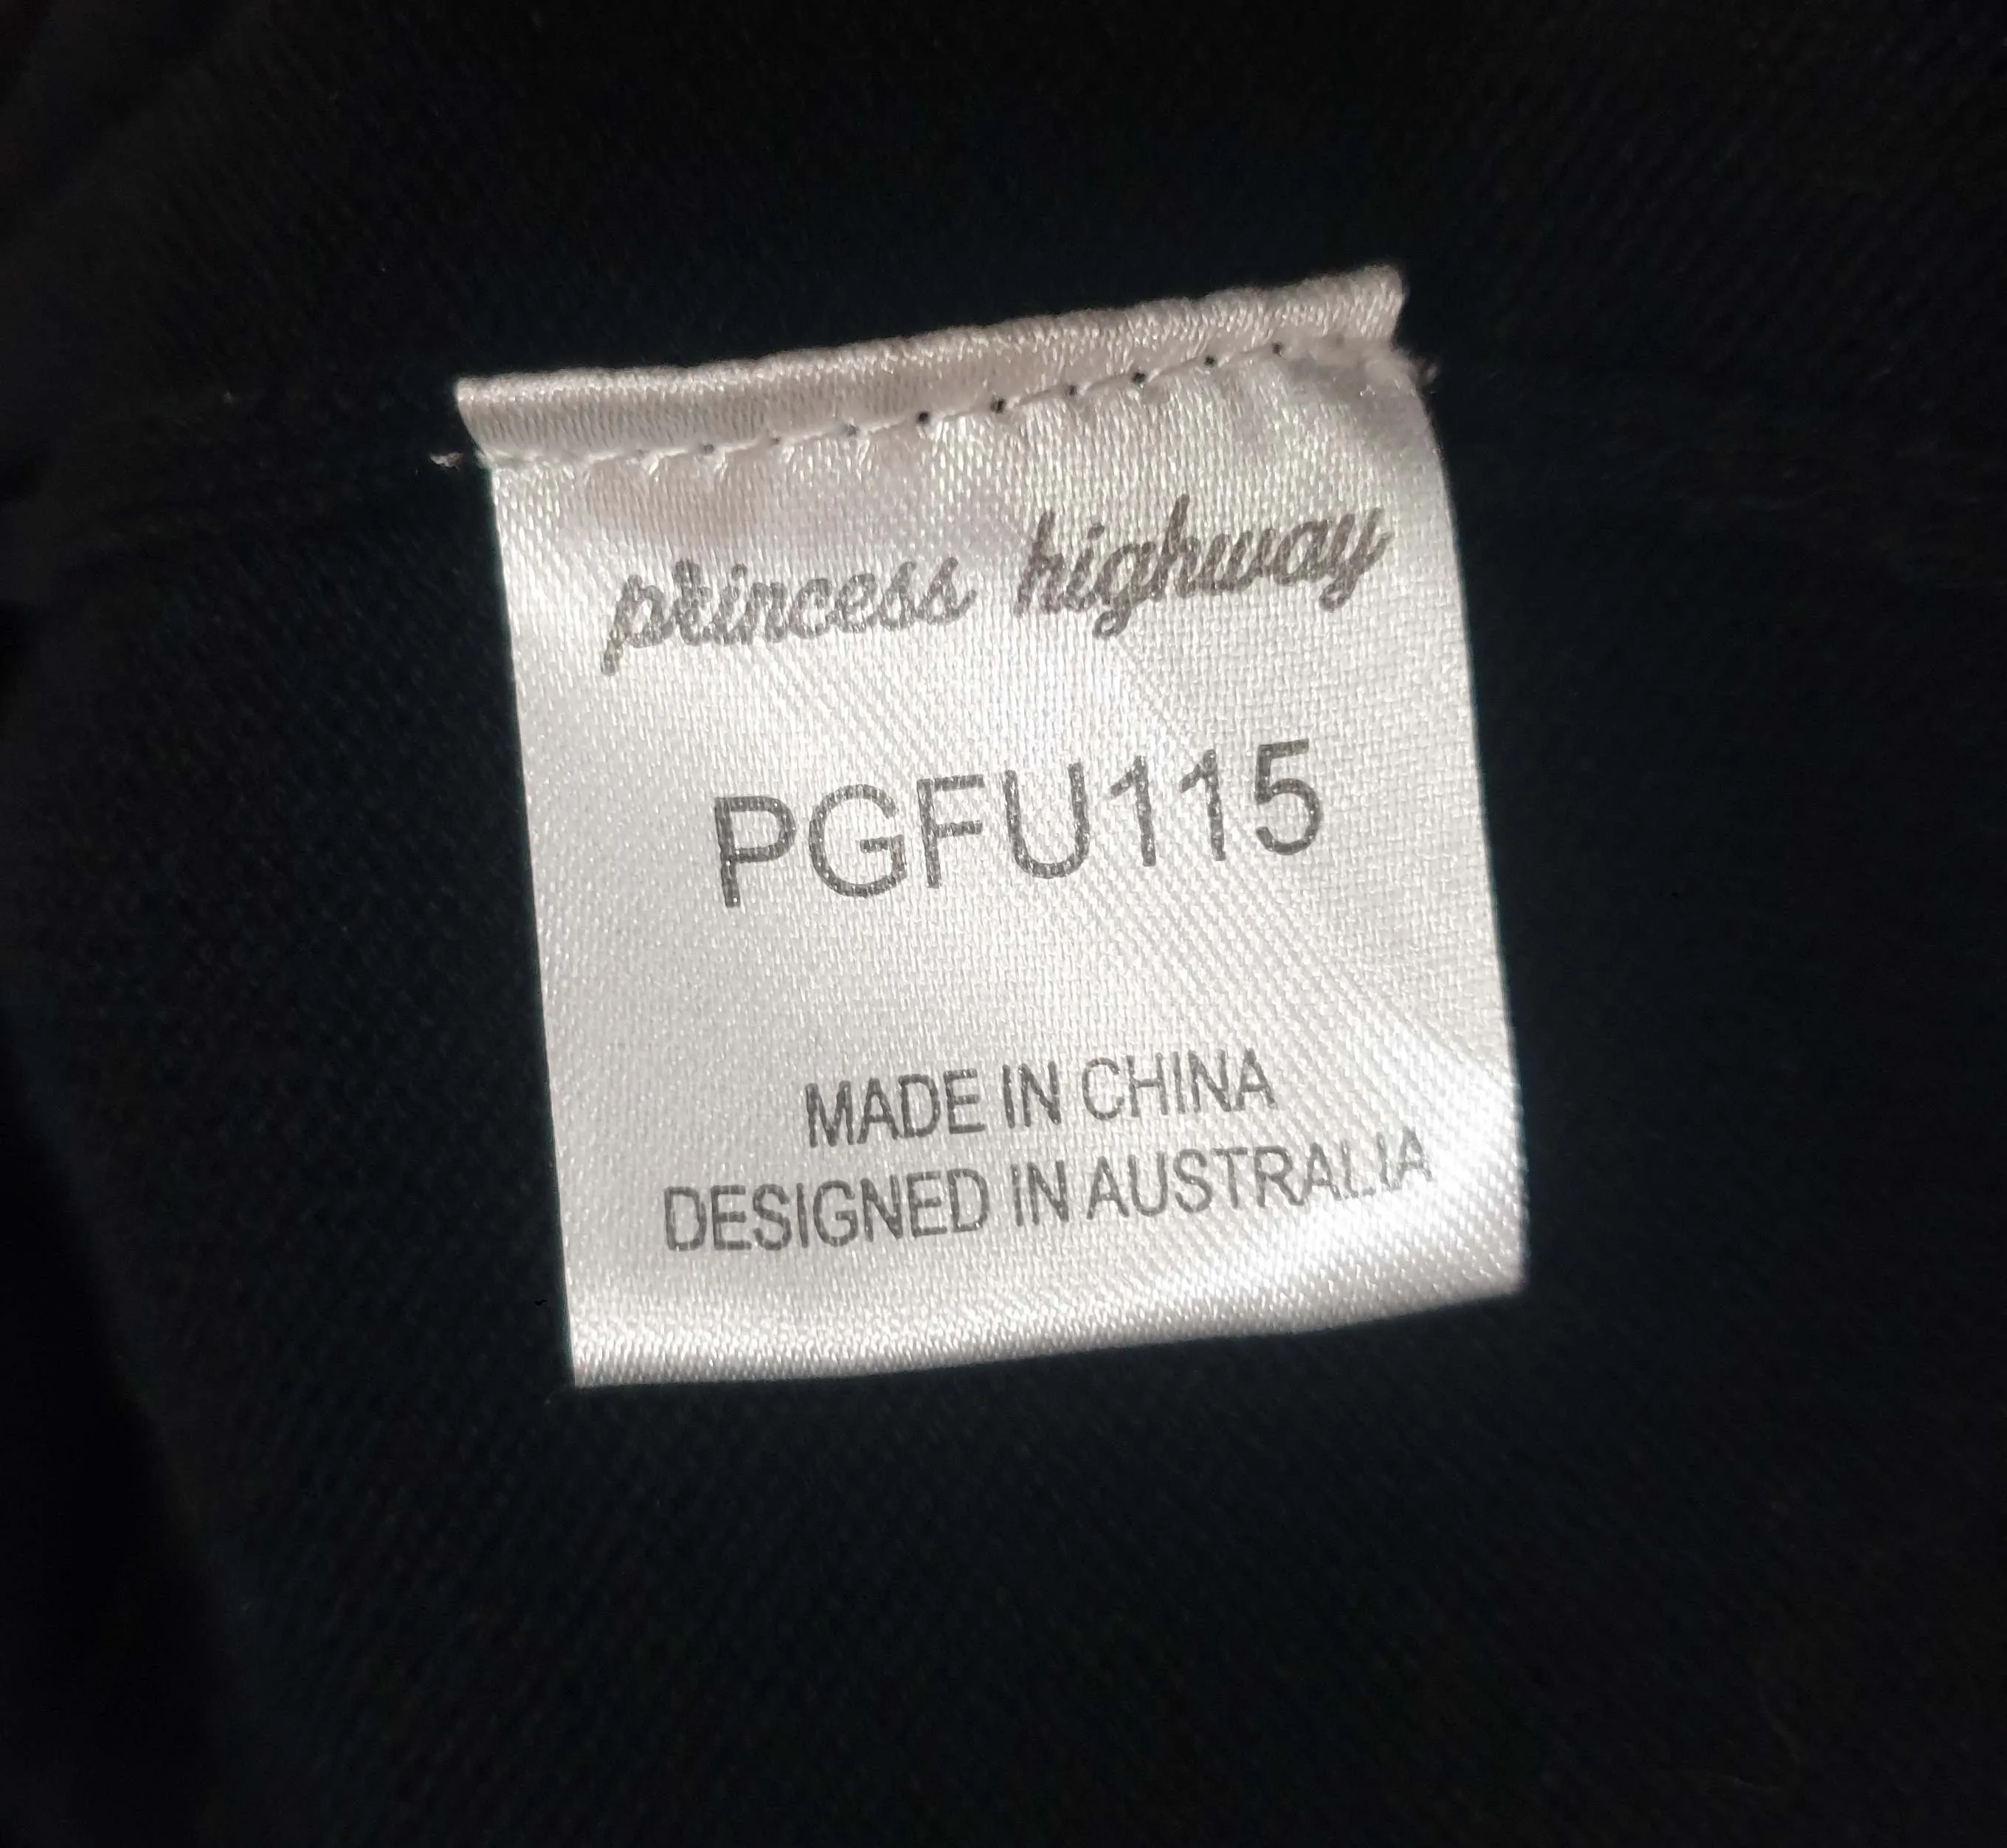 princess highway
PGFU115
MADE IN CHINA
DESIGNED IN AUSTRALIA